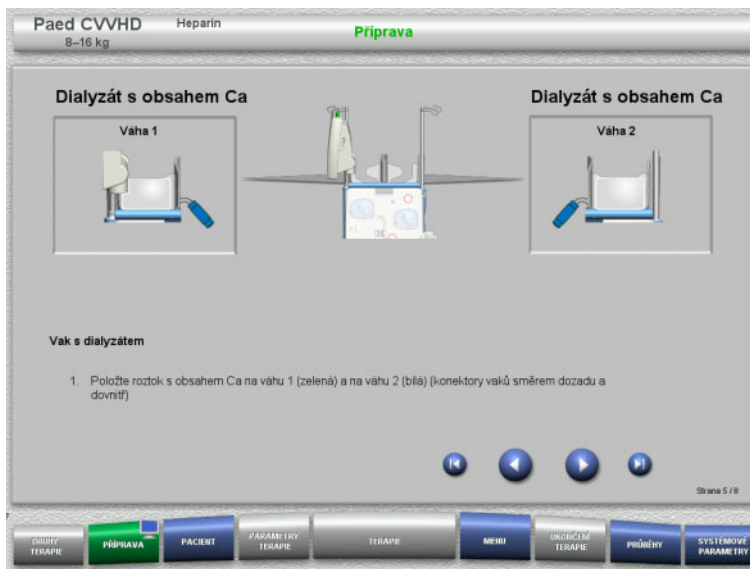 Paed CVVHD Heparin
8–16 kg
Příprava
Dialyzát s obsahem Ca
Dialyzát s obsahem Ca
Váha 1
Váha 2
Vak s dialyzátem
1. Položte roztok s obsahem Ca na váhu 1 (zelená) a na váhu 2 (bílá) (konektory vaků směrem dozadu a
dovnitř)
Strana 5 / 8
DRUHY
TERAPIE
PŘÍPRAVA
PACIENT
PARAMETRY
TERAPIE
TERAPIE
MENU
UKONČENÍ
TERAPIE
PRŮBĚHY
SYSTÉMOVÉ
PARAMETRY